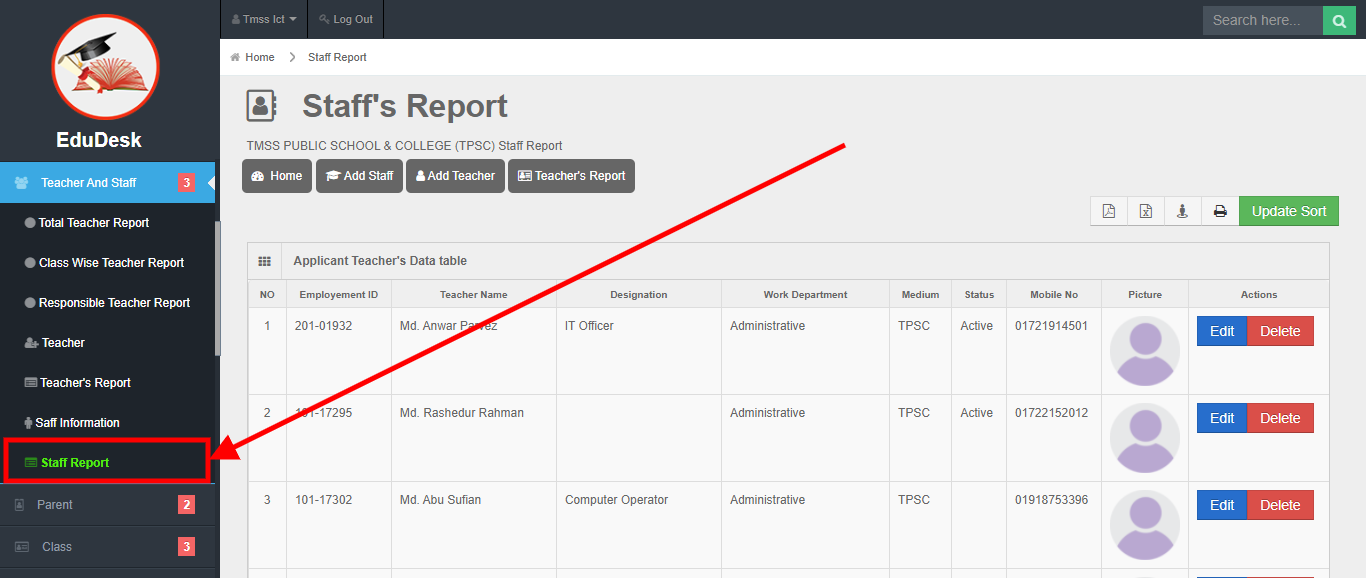 Tmss Ict
Log Out
Search here...
EduDesk
Home
Staff Report
Staff's Report
TMSS PUBLIC SCHOOL & COLLEGE (TPSC) Staff Report
Home
Add Staff
Add Teacher
Teacher's Report
Teacher And Staff 3
Total Teacher Report
Class Wise Teacher Report
Responsible Teacher Report
Teacher
Teacher's Report
Saff Information
Staff Report
Parent 2
Class 3
Update Sort
Applicant Teacher's Data table
NO Employement ID Teacher Name Designation Work Department Medium Status Mobile No Picture Actions
1 201-01932 Md. Anwar Parvez IT Officer Administrative TPSC Active 01721914501 Edit Delete
2 101-17295 Md. Rashedur Rahman Administrative TPSC Active 01722152012 Edit Delete
3 101-17302 Md. Abu Sufian Computer Operator Administrative TPSC 01918753396 Edit Delete